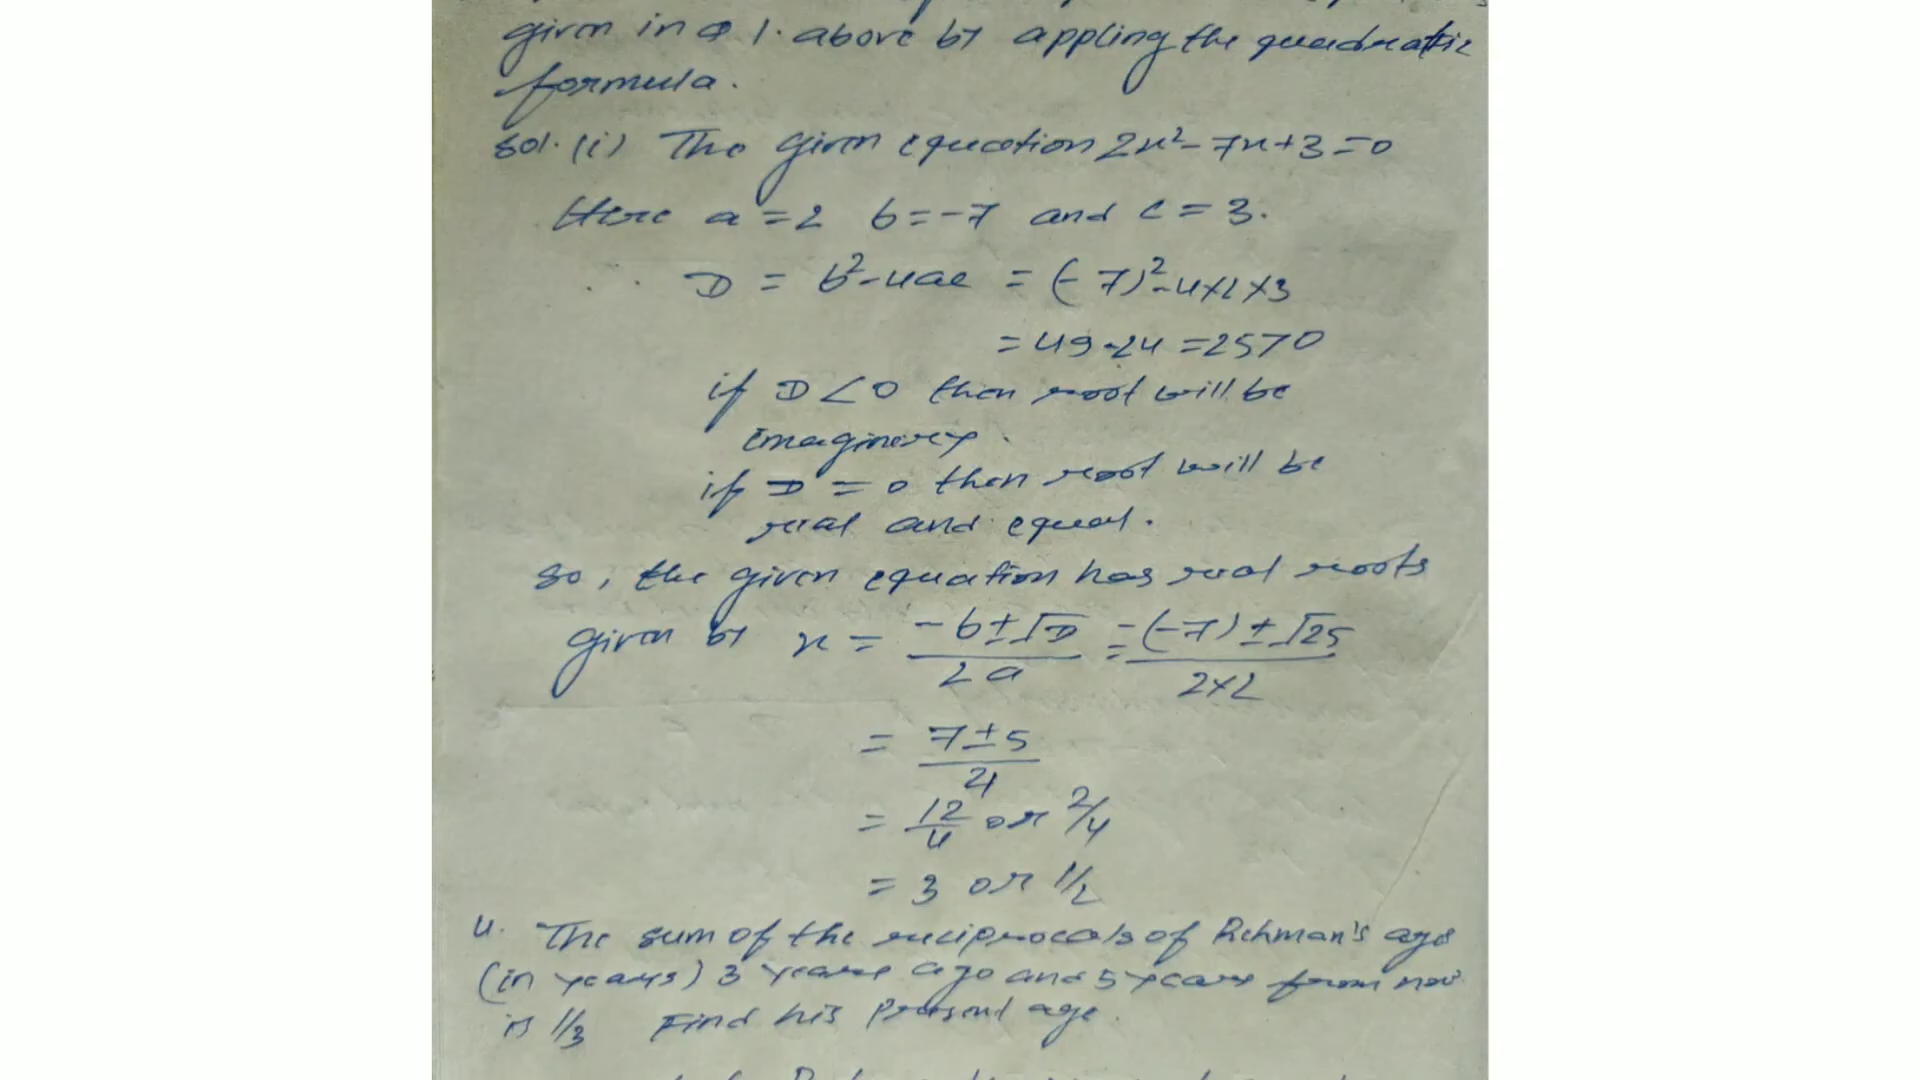 given in Q 1. above by appling the quadratic
formula.
Sol. (i) The given equation 2x² - 7x + 3 = 0
Here a = 2 b = -7 and c = 3.
D = b² - 4ac = (-7)² - 4×2×3
= 49 - 24 = 25 > 0
if D < 0 then root will be
imaginary.
if D = 0 then root will be
real and equal.
So, the given equation has real roots
given by x = -b±√D / 2a = -(-7) ± √25 / 2×2
= 7±5 / 4
= 12/4 or 2/4
= 3 or 1/2
4. The sum of the reciprocals of Rehman's age
(in years) 3 years ago and 5 years from now
is 1/3 Find his present age.